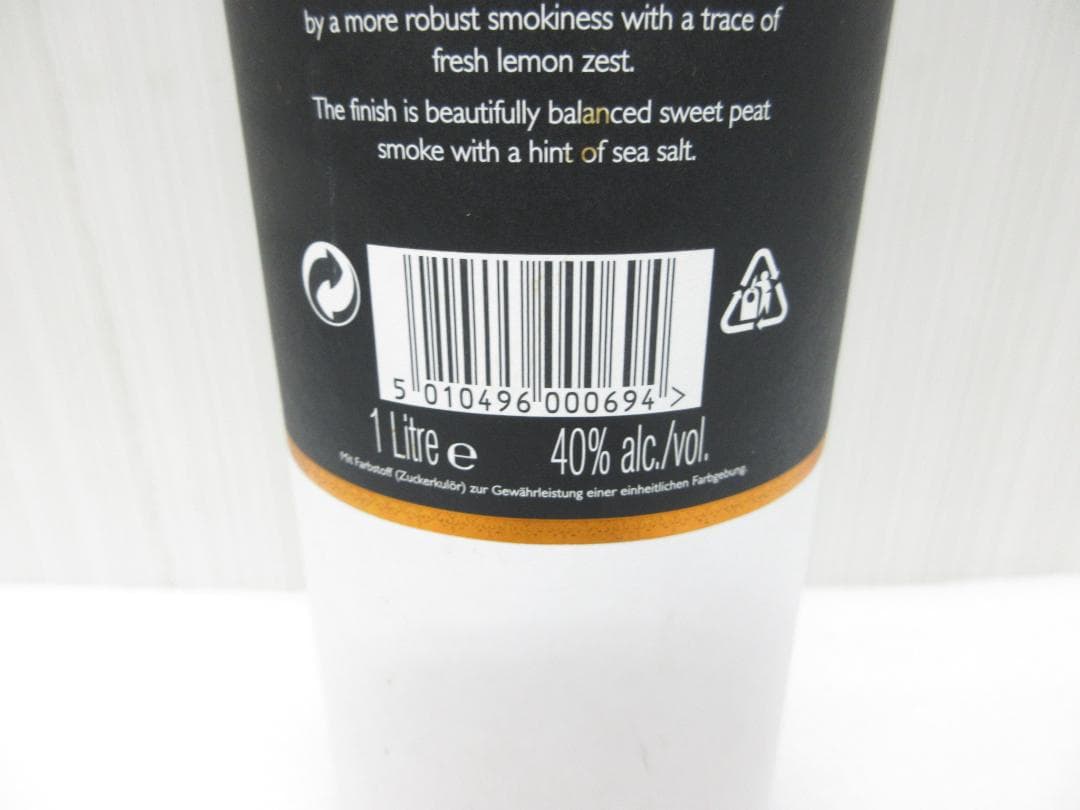 by a more robust smokiness with a trace of
fresh lemon zest.
The finish is beautifully balanced sweet peat
smoke with a hint of sea salt.
5 010496 000694 >
1 Litre e 40% alc./vol.
Mit Farbstoff (Zuckerkulör) zur Gewährleistung einer einheitlichen Farbgebung.